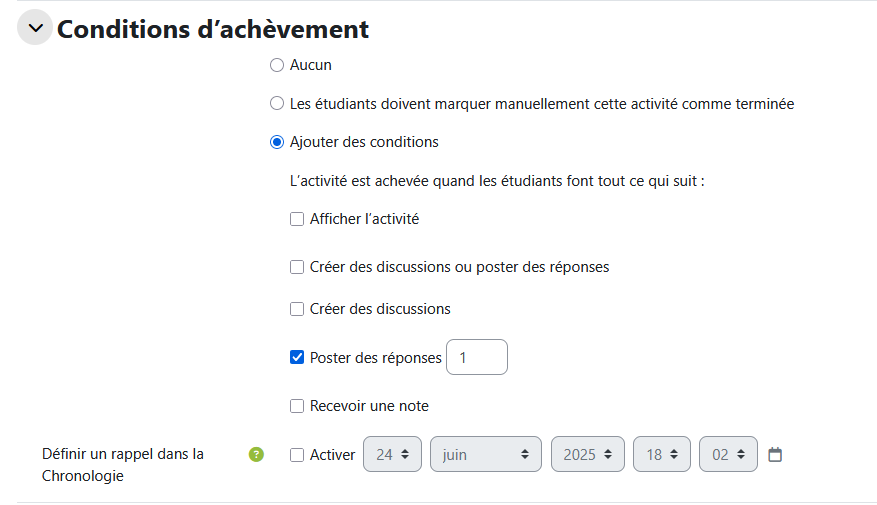 Conditions d’achèvement
Aucun
Les étudiants doivent marquer manuellement cette activité comme terminée
Ajouter des conditions
L’activité est achevée quand les étudiants font tout ce qui suit :
Afficher l’activité
Créer des discussions ou poster des réponses
Créer des discussions
Poster des réponses 1
Recevoir une note
Définir un rappel dans la
Chronologie
? Activer 24 juin 2025 18 02